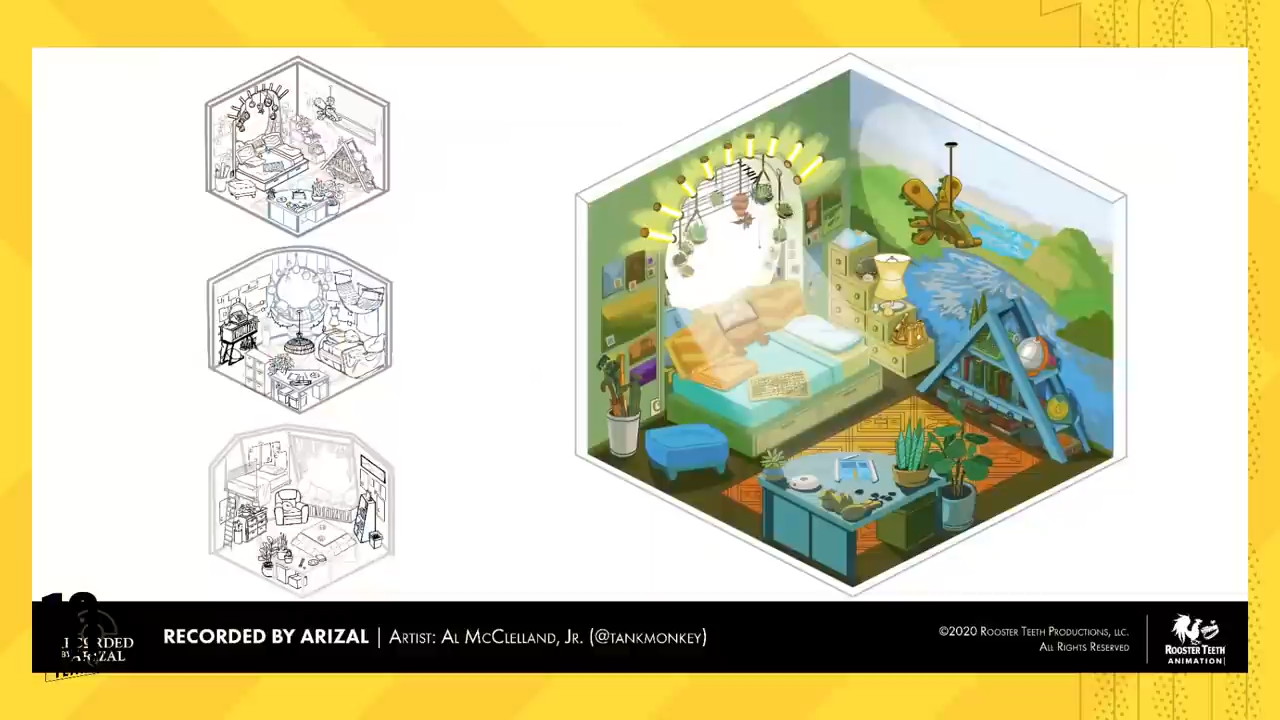 RECORDED BY ARIZAL | ARTIST: AL MCCLELLAND, JR. (@TANKMONKEY)
©2020 ROOSTER TEETH PRODUCTIONS, LLC.
ALL RIGHTS RESERVED
ROOSTER TEETH
ANIMATION